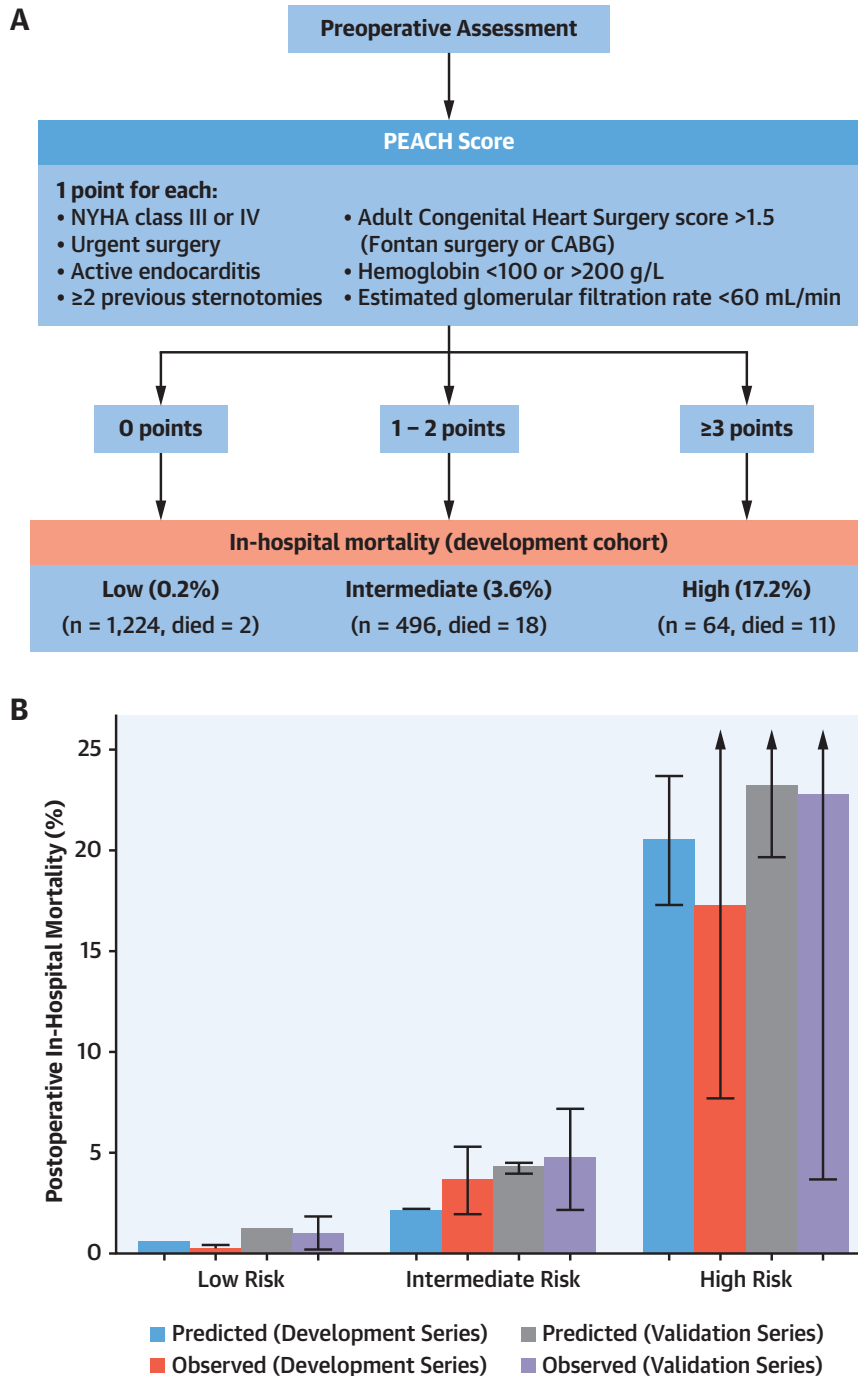 A
Preoperative Assessment
PEACH Score
1 point for each:
• NYHA class III or IV
• Urgent surgery
• Active endocarditis
• ≥2 previous sternotomies
• Adult Congenital Heart Surgery score >1.5
(Fontan surgery or CABG)
• Hemoglobin <100 or >200 g/L
• Estimated glomerular filtration rate <60 mL/min
0 points
1 – 2 points
≥3 points
In-hospital mortality (development cohort)
Low (0.2%)
(n = 1,224, died = 2)
Intermediate (3.6%)
(n = 496, died = 18)
High (17.2%)
(n = 64, died = 11)
B
Postoperative In-Hospital Mortality (%)
25
20
15
10
5
0
Low Risk
Intermediate Risk
High Risk
Predicted (Development Series)
Observed (Development Series)
Predicted (Validation Series)
Observed (Validation Series)